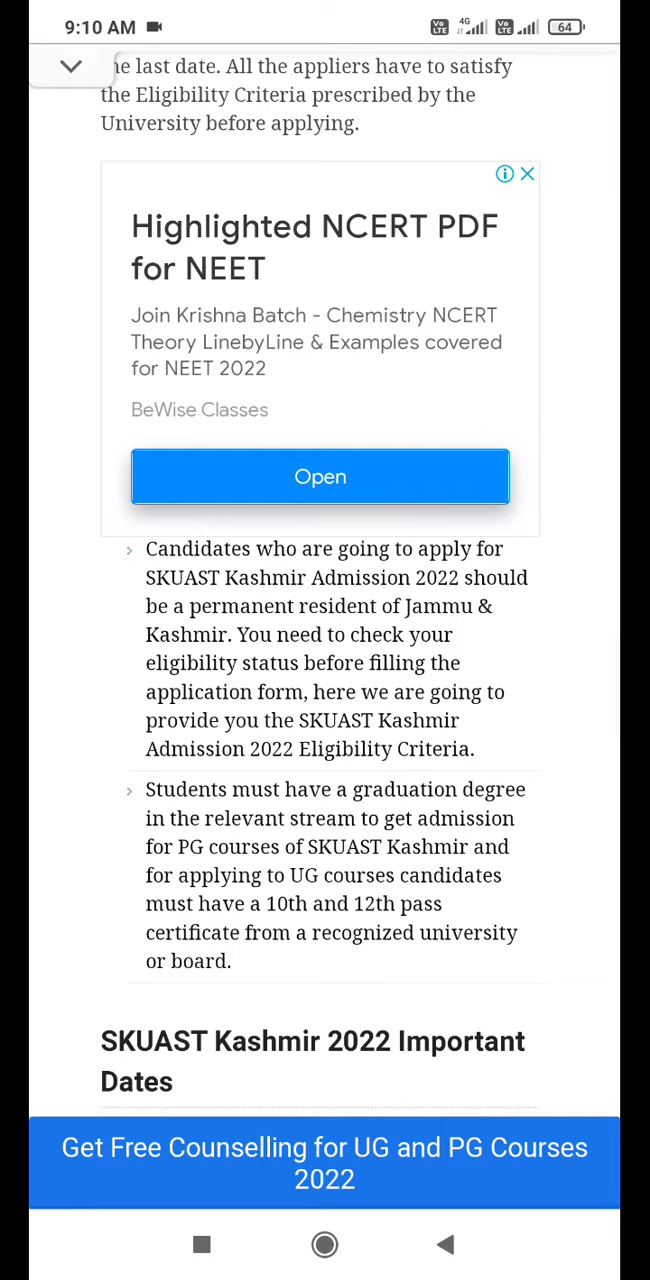 9:10 AM
Vo LTE 4G Vo LTE 64
he last date. All the appliers have to satisfy
the Eligibility Criteria prescribed by the
University before applying.
Highlighted NCERT PDF
for NEET
Join Krishna Batch - Chemistry NCERT
Theory LinebyLine & Examples covered
for NEET 2022
BeWise Classes
Open
Candidates who are going to apply for
SKUAST Kashmir Admission 2022 should
be a permanent resident of Jammu &
Kashmir. You need to check your
eligibility status before filling the
application form, here we are going to
provide you the SKUAST Kashmir
Admission 2022 Eligibility Criteria.
Students must have a graduation degree
in the relevant stream to get admission
for PG courses of SKUAST Kashmir and
for applying to UG courses candidates
must have a 10th and 12th pass
certificate from a recognized university
or board.
SKUAST Kashmir 2022 Important
Dates
Get Free Counselling for UG and PG Courses
2022